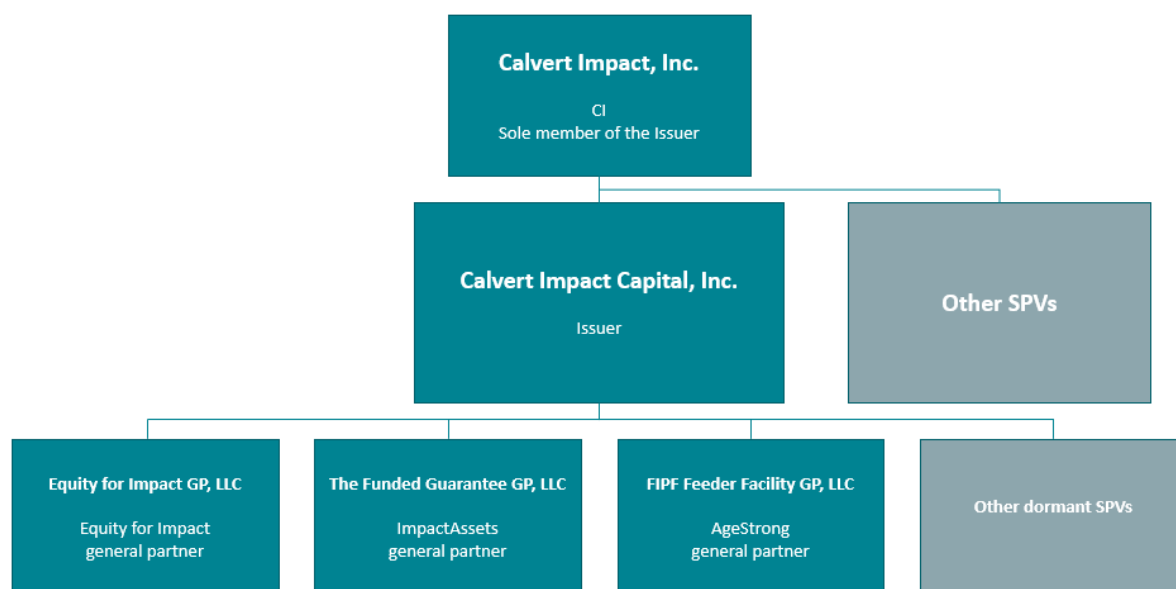 Calvert Impact, Inc.
CI
Sole member of the Issuer
Calvert Impact Capital, Inc.
Issuer
Other SPVs
Equity for Impact GP, LLC
Equity for Impact
general partner
The Funded Guarantee GP, LLC
ImpactAssets
general partner
FIPF Feeder Facility GP, LLC
AgeStrong
general partner
Other dormant SPVs